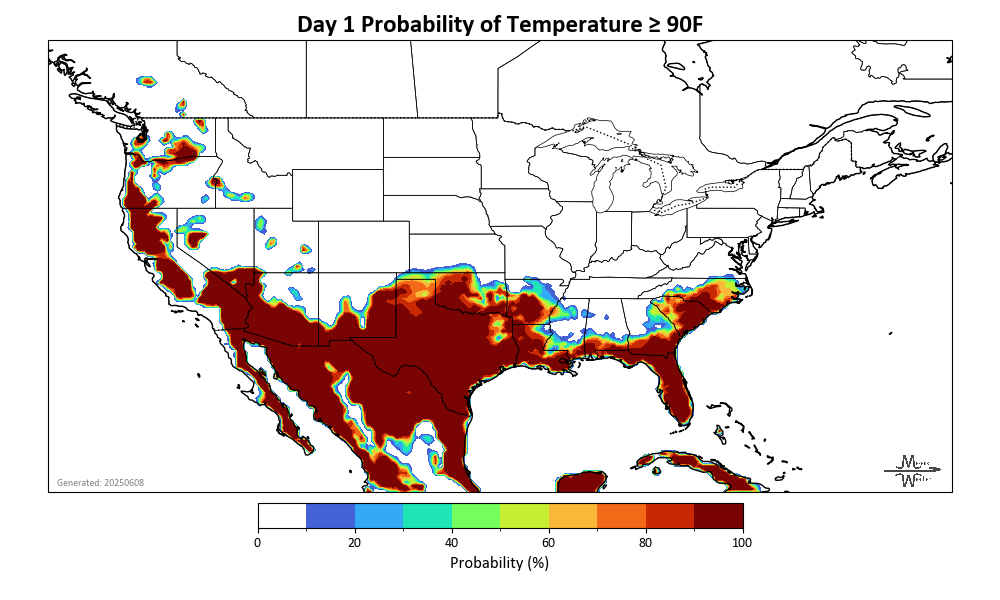 Day 1 Probability of Temperature ≥ 90F
Generated: 20250608
0 20 40 60 80 100
Probability (%)